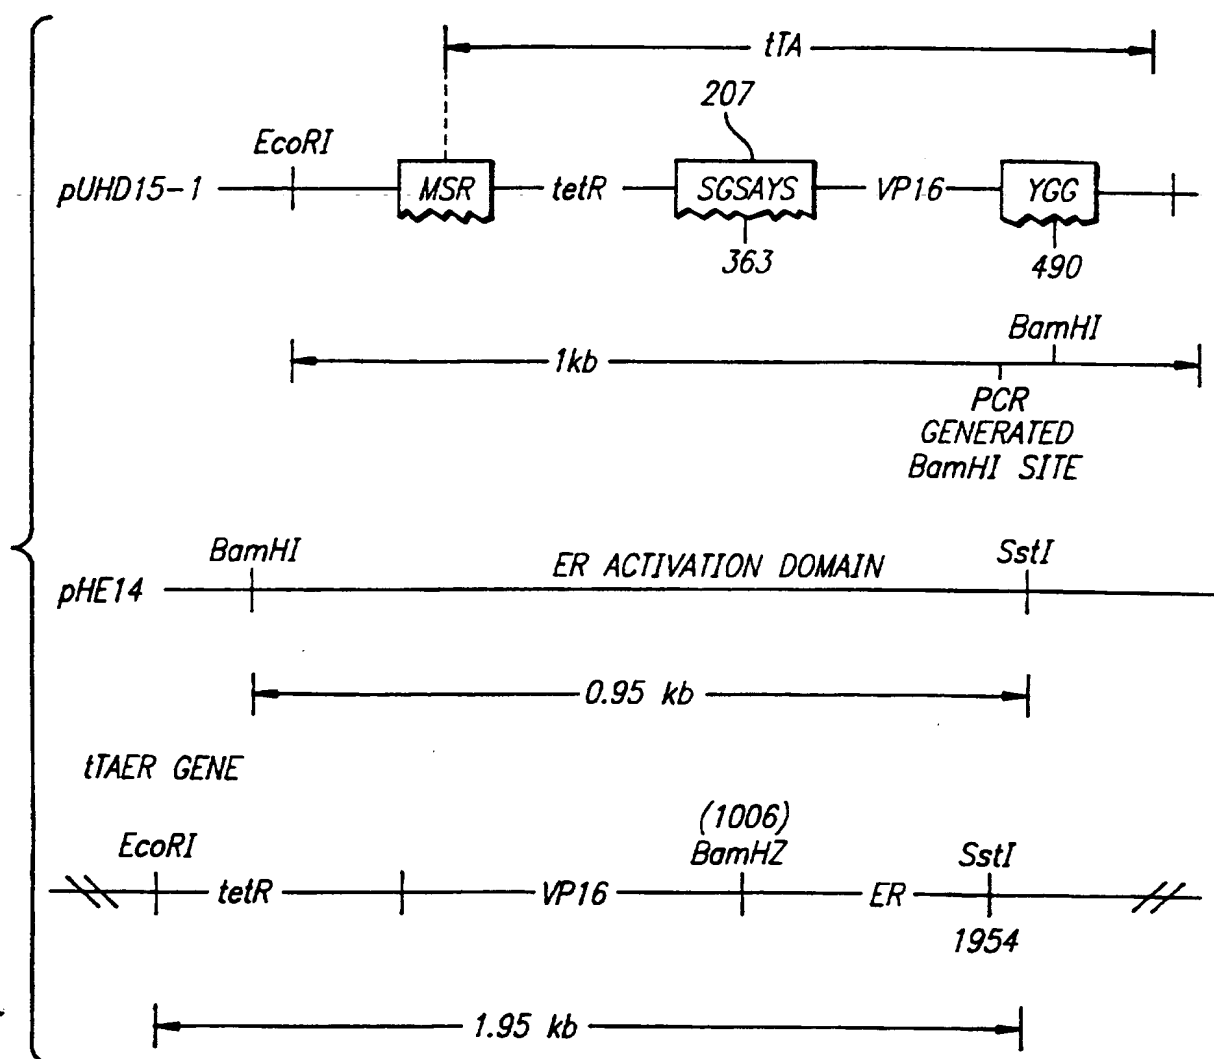 tTA
207
EcoRI
pUHD15-1 MSR tetR SGSAYS VP16 YGG
363 490
BamHI
1kb
PCR
GENERATED
BamHI SITE
BamHI ER ACTIVATION DOMAIN SstI
pHE14
0.95 kb
tTAER GENE
(1006)
EcoRI BamHZ SstI
tetR VP16 ER
1954
1.95 kb